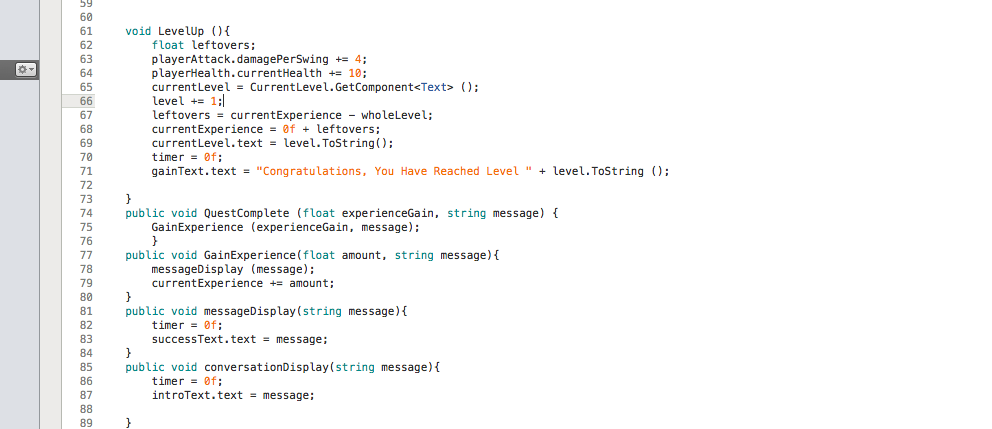 59
60
61 void LevelUp (){
62 float leftovers;
63 playerAttack.damagePerSwing += 4;
64 playerHealth.currentHealth += 10;
65 currentLevel = CurrentLevel.GetComponent<Text> ();
66 level += 1;
67 leftovers = currentExperience - wholeLevel;
68 currentExperience = 0f + leftovers;
69 currentLevel.text = level.ToString();
70 timer = 0f;
71 gainText.text = "Congratulations, You Have Reached Level " + level.ToString ();
72
73 }
74 public void QuestComplete (float experienceGain, string message) {
75 GainExperience (experienceGain, message);
76 }
77 public void GainExperience(float amount, string message){
78 messageDisplay (message);
79 currentExperience += amount;
80 }
81 public void messageDisplay(string message){
82 timer = 0f;
83 successText.text = message;
84 }
85 public void conversationDisplay(string message){
86 timer = 0f;
87 introText.text = message;
88
89 }